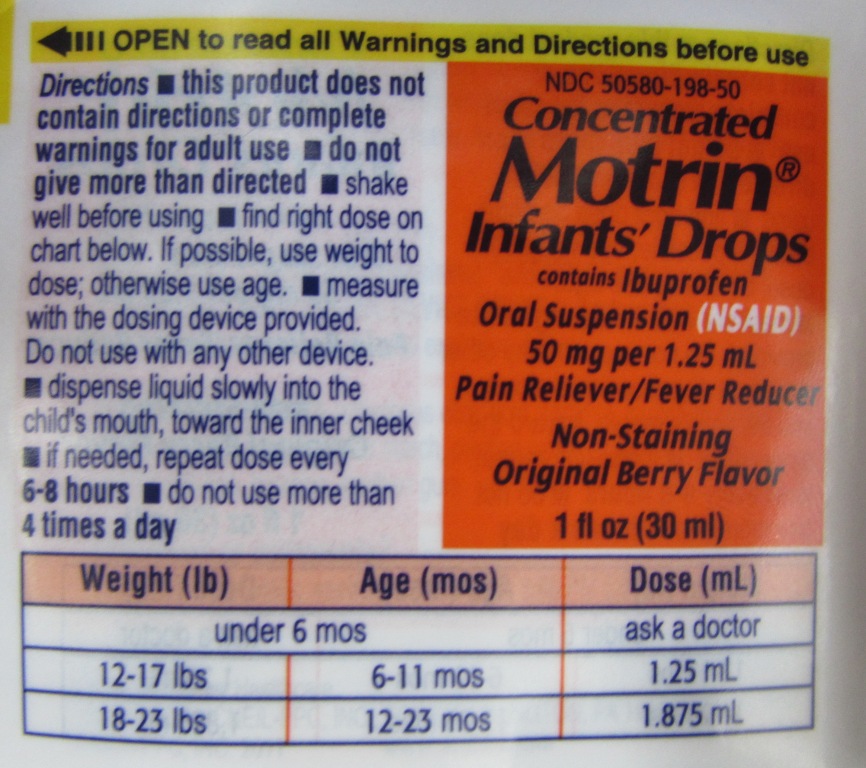 OPEN to read all Warnings and Directions before use
Directions ■ this product does not
contain directions or complete
warnings for adult use ■ do not
give more than directed ■ shake
well before using ■ find right dose on
chart below. If possible, use weight to
dose; otherwise use age. ■ measure
with the dosing device provided.
Do not use with any other device.
■ dispense liquid slowly into the
child's mouth, toward the inner cheek
■ if needed, repeat dose every
6-8 hours ■ do not use more than
4 times a day
NDC 50580-198-50
Concentrated
Motrin®
Infants' Drops
contains Ibuprofen
Oral Suspension (NSAID)
50 mg per 1.25 mL
Pain Reliever/Fever Reducer
Non-Staining
Original Berry Flavor
1 fl oz (30 ml)
Weight (lb) Age (mos) Dose (mL)
under 6 mos ask a doctor
12-17 lbs 6-11 mos 1.25 mL
18-23 lbs 12-23 mos 1.875 mL